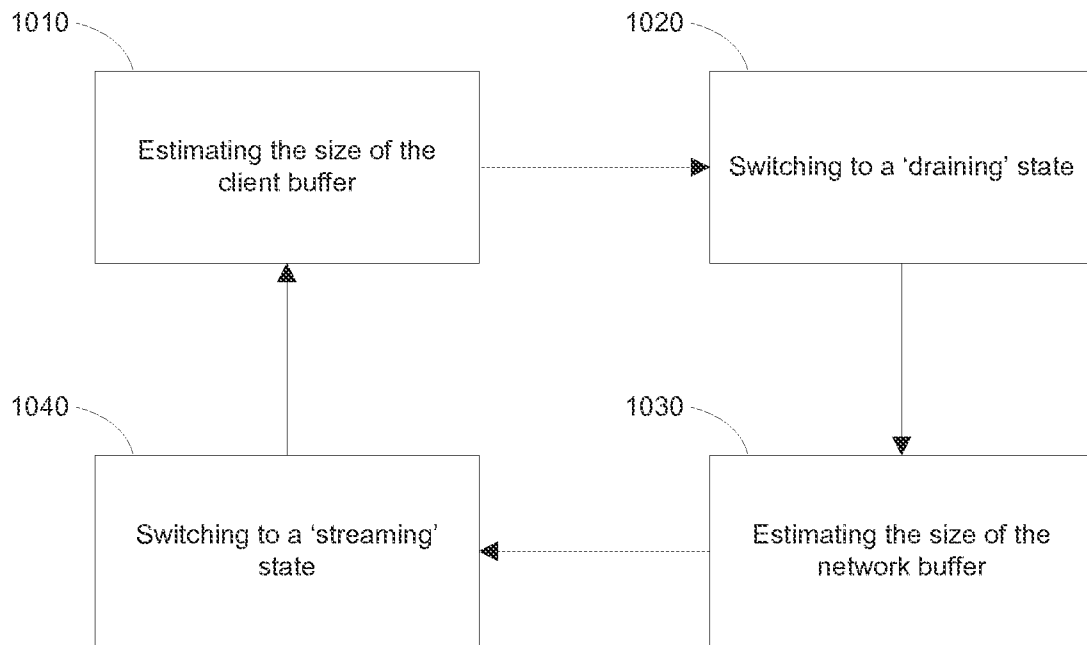 1010
1020
Estimating the size of the
client buffer
Switching to a ‘draining’ state
1040
1030
Switching to a ‘streaming’
state
Estimating the size of the
network buffer